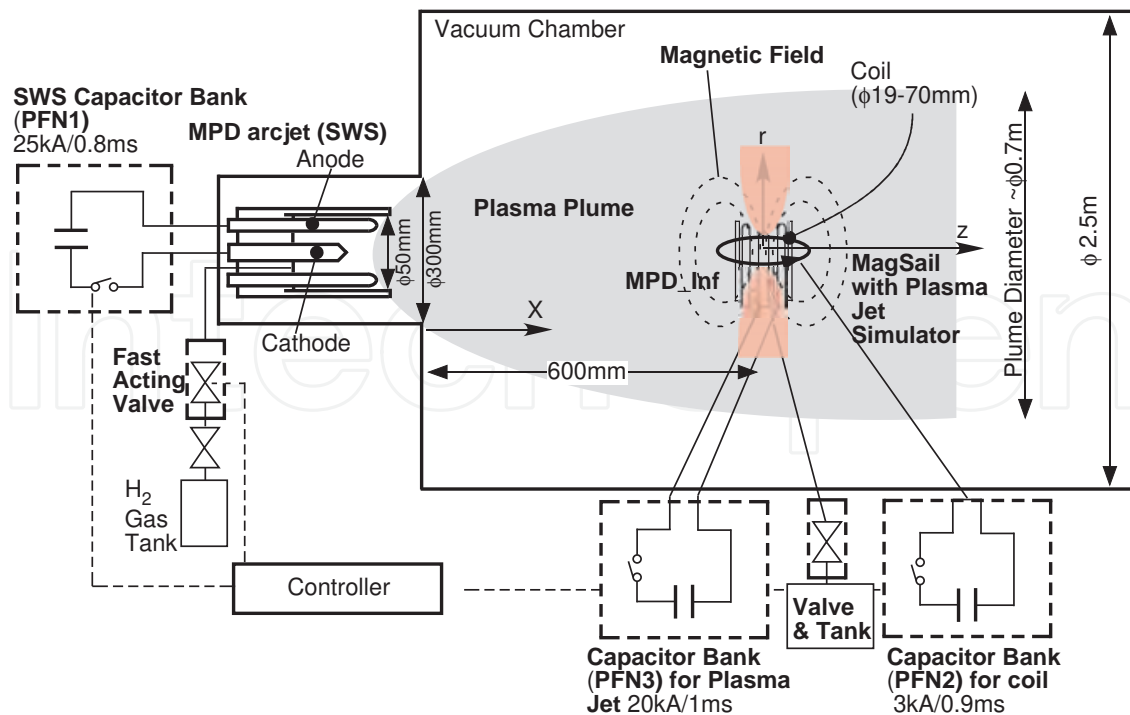 Vacuum Chamber
Magnetic Field
Coil
(ϕ19-70mm)
SWS Capacitor Bank
(PFN1)
25kA/0.8ms
MPD arcjet (SWS)
Anode
r
Plasma Plume
ϕ50mm
ϕ300mm
z
MPD_Inf
MagSail
with Plasma
Jet
Simulator
Plume Diameter ~ϕ0.7m
ϕ 2.5m
X
Cathode
600mm
Fast
Acting
Valve
H2
Gas
Tank
Controller
Valve
& Tank
Capacitor Bank
(PFN3) for Plasma
Jet 20kA/1ms
Capacitor Bank
(PFN2) for coil
3kA/0.9ms